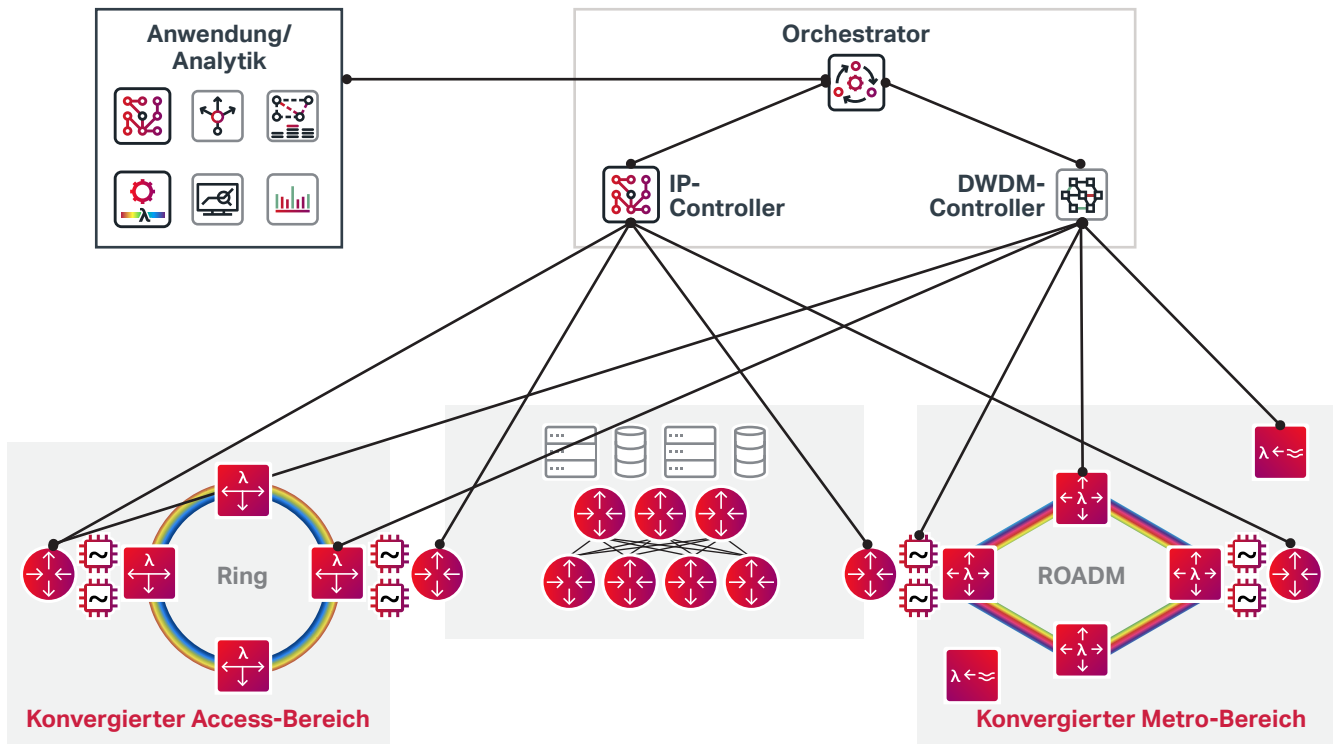 Anwendung/
Analytik
λ
Orchestrator
IP-
Controller
DWDM-
Controller
λ
λ
Ring
λ
λ
Konvergierter Access-Bereich
λ←≈
λ
λ
ROADM
λ
λ
λ←≈
Konvergierter Metro-Bereich